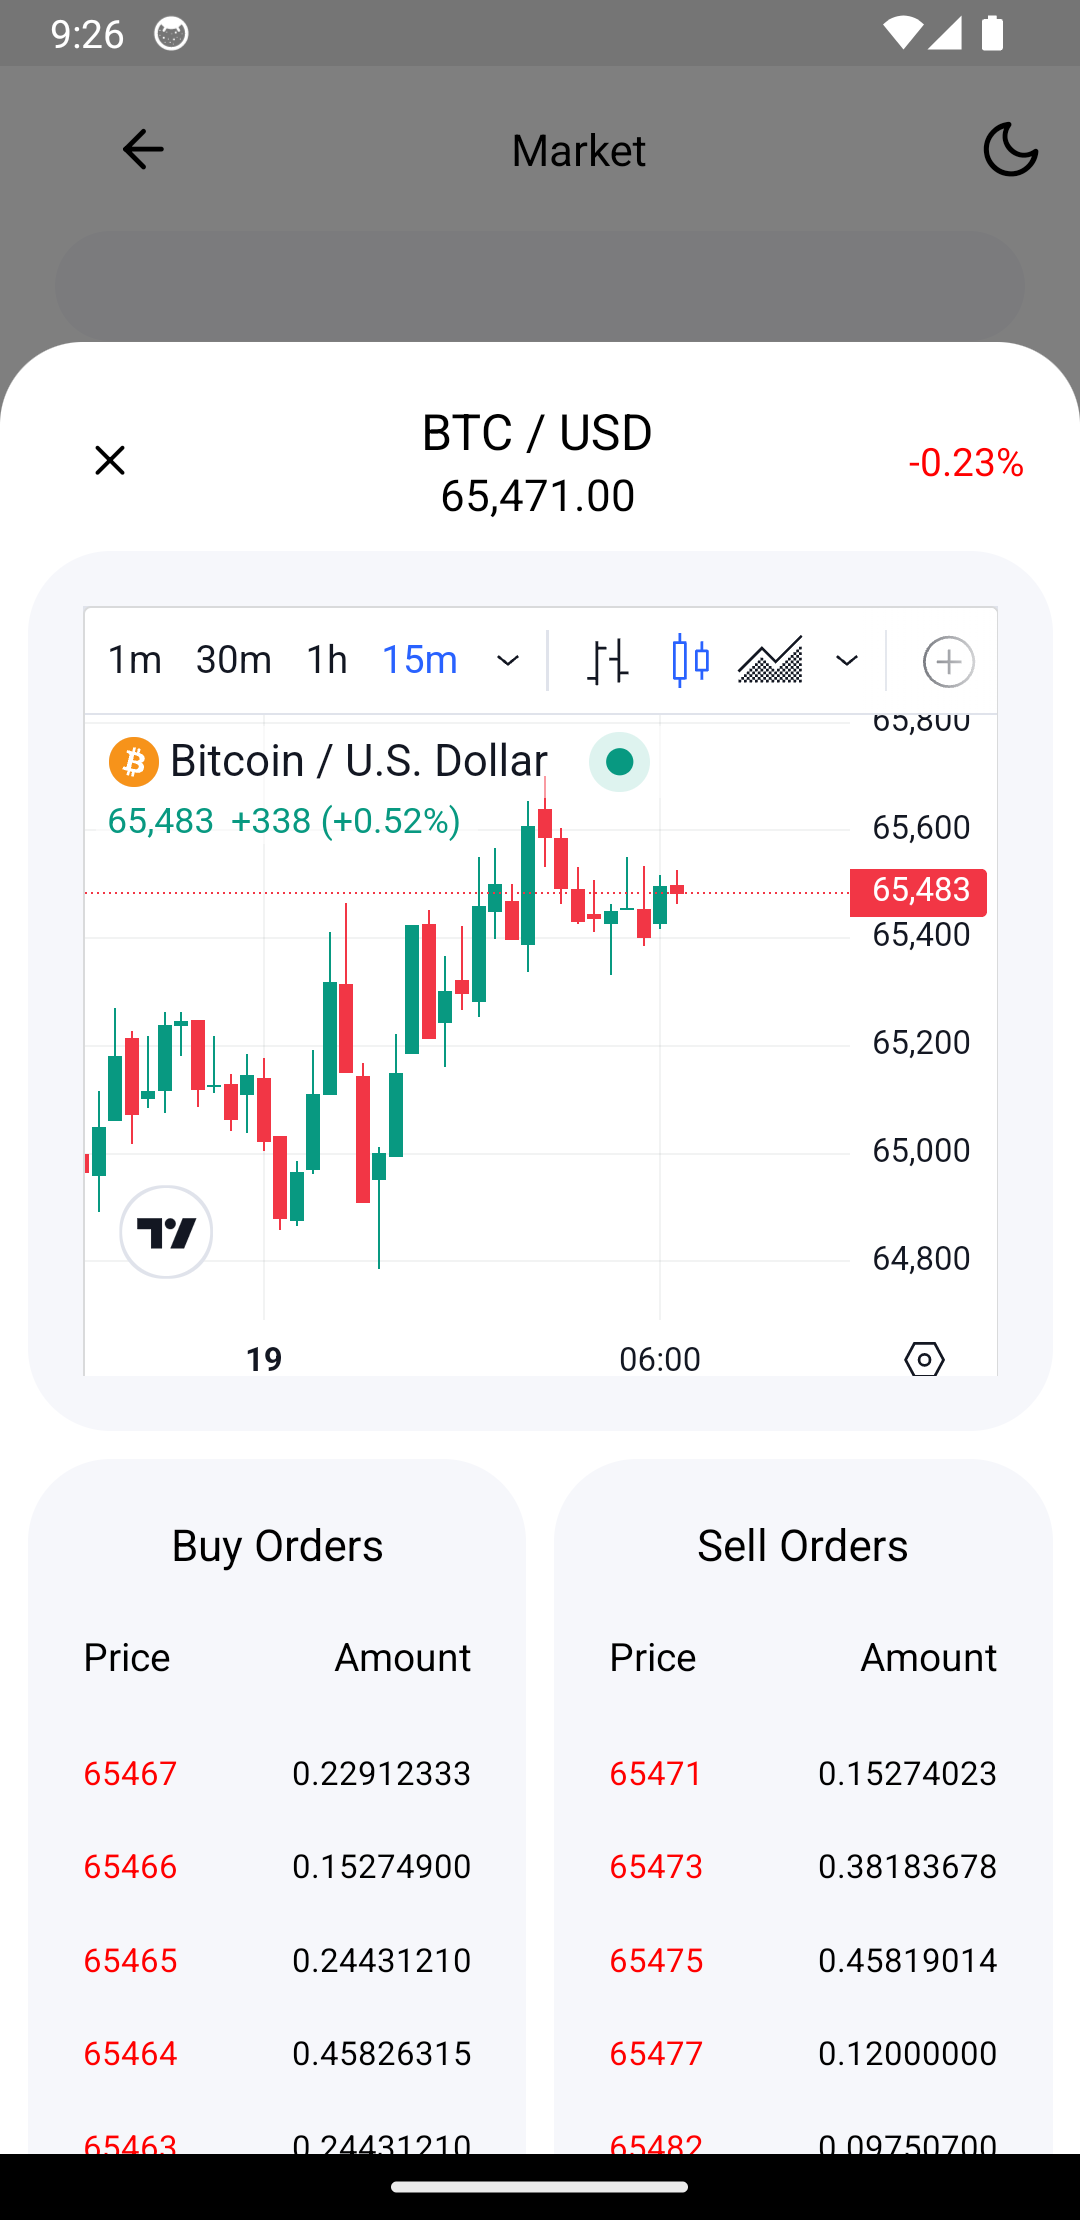 9:26
Market
BTC / USD
65,471.00
-0.23%
1m 30m 1h 15m
Bitcoin / U.S. Dollar
65,483 +338 (+0.52%)
65,800
65,600
65,483
65,400
65,200
65,000
64,800
19 06:00
Buy Orders
Price Amount
65467 0.22912333
65466 0.15274900
65465 0.24431210
65464 0.45826315
65463 0.24431210
Sell Orders
Price Amount
65471 0.15274023
65473 0.38183678
65475 0.45819014
65477 0.12000000
65482 0.09750700